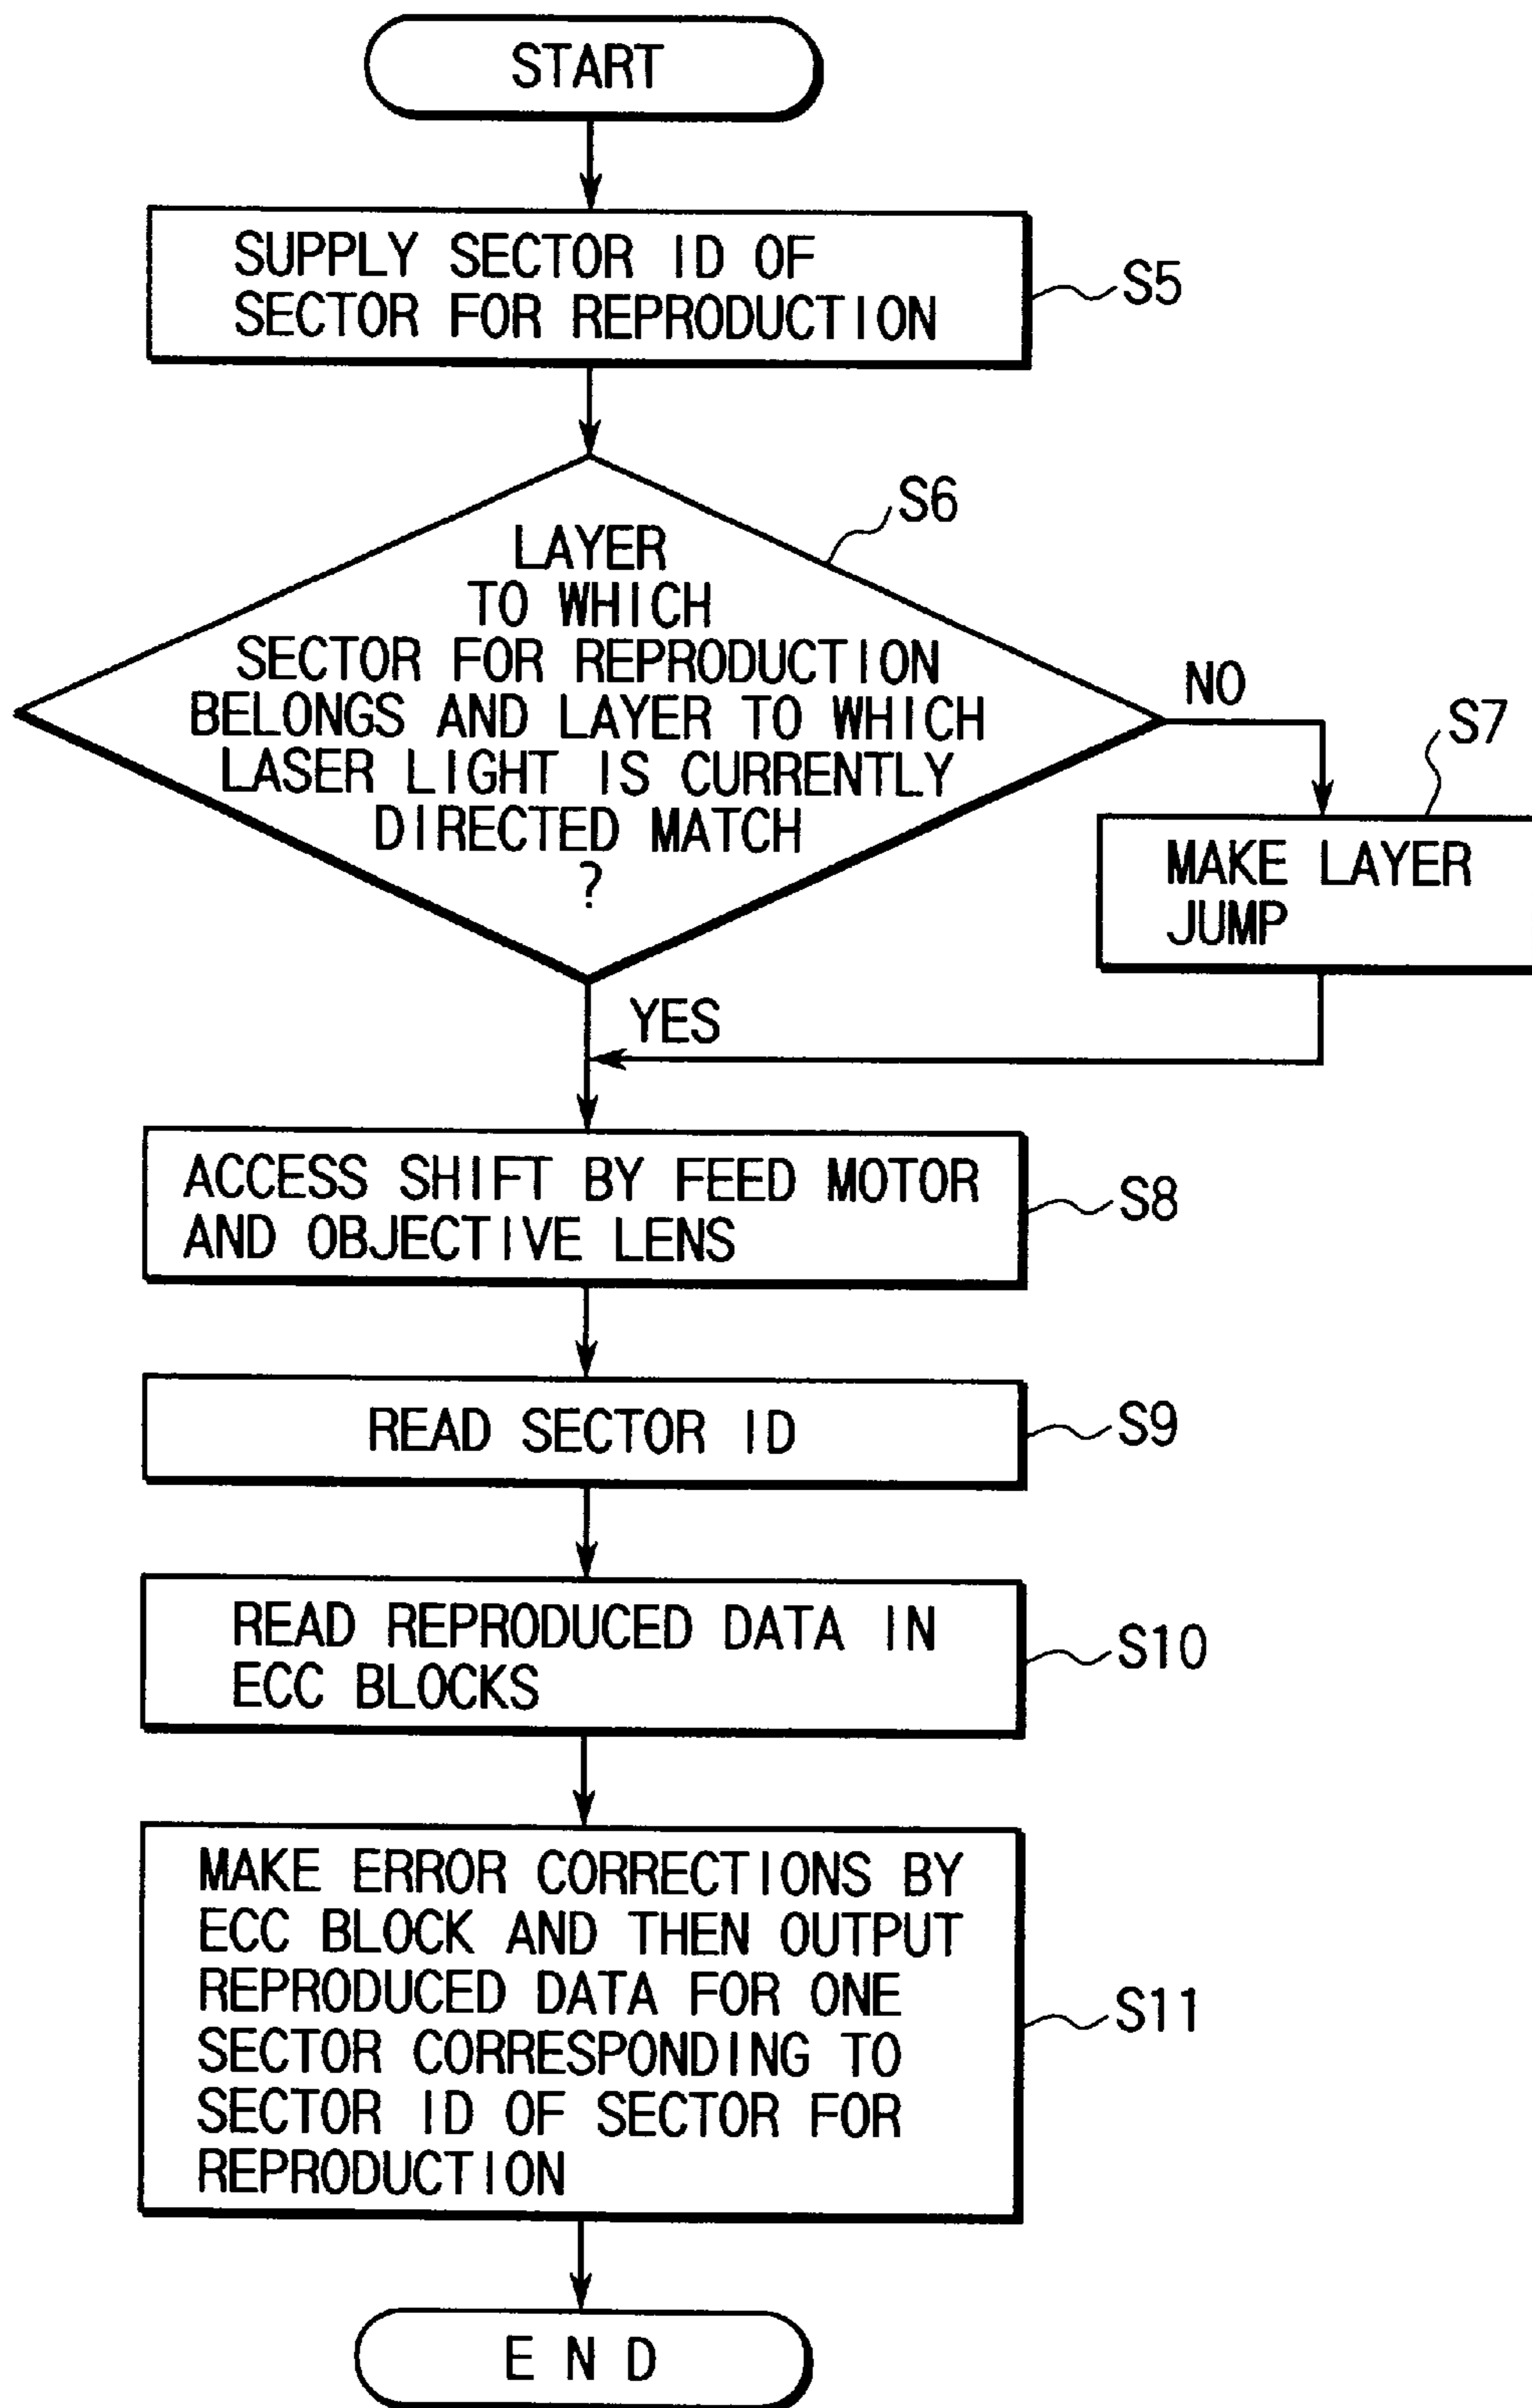 START
SUPPLY SECTOR ID OF
SECTOR FOR REPRODUCTION
S5
S6
LAYER
TO WHICH
SECTOR FOR REPRODUCTION
BELONGS AND LAYER TO WHICH
LASER LIGHT IS CURRENTLY
DIRECTED MATCH
?
NO
S7
MAKE LAYER
JUMP
YES
ACCESS SHIFT BY FEED MOTOR
AND OBJECTIVE LENS
S8
READ SECTOR ID
S9
READ REPRODUCED DATA IN
ECC BLOCKS
S10
MAKE ERROR CORRECTIONS BY
ECC BLOCK AND THEN OUTPUT
REPRODUCED DATA FOR ONE
SECTOR CORRESPONDING TO
SECTOR ID OF SECTOR FOR
REPRODUCTION
S11
END